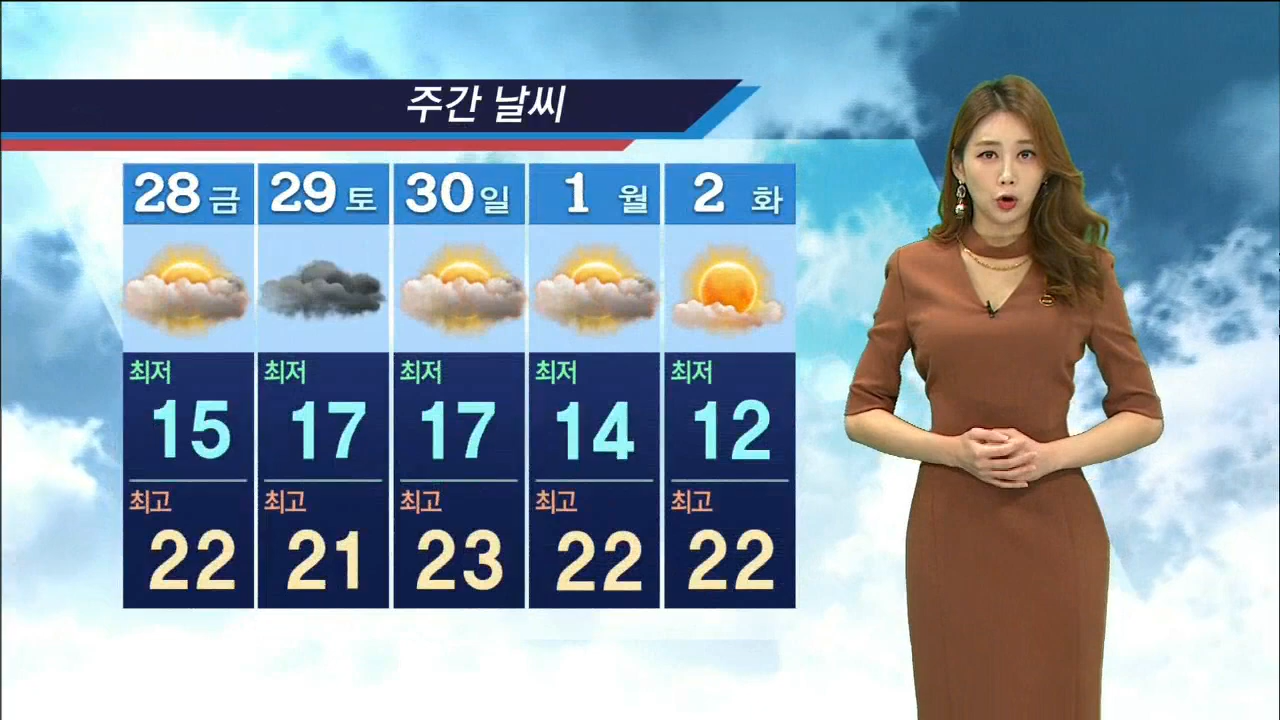 주간 날씨
28 금 29 토 30 일 1 월 2 화
최저 최저 최저 최저 최저
15 17 17 14 12
최고 최고 최고 최고 최고
22 21 23 22 22